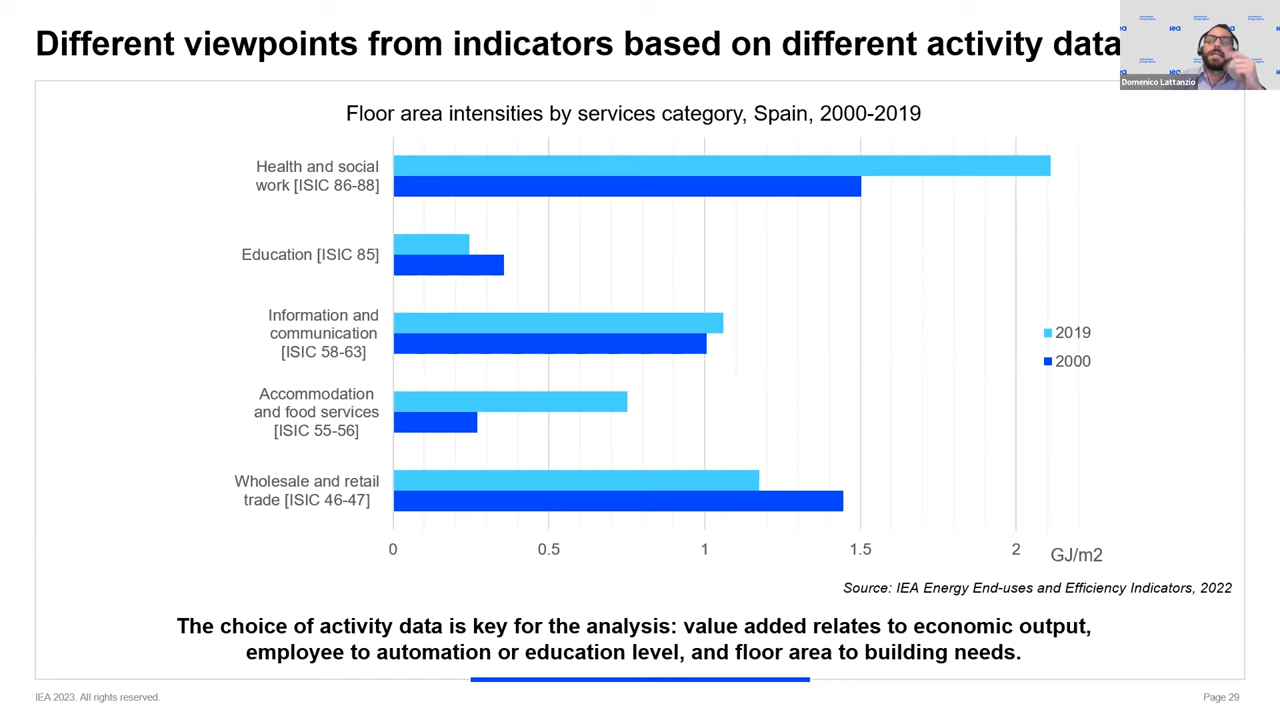 Different viewpoints from indicators based on different activity data
iea
Domenico Lattanzio
Floor area intensities by services category, Spain, 2000-2019
Health and social
work [ISIC 86-88]
Education [ISIC 85]
Information and
communication
[ISIC 58-63]
Accommodation
and food services
[ISIC 55-56]
Wholesale and retail
trade [ISIC 46-47]
2019
2000
0 0.5 1 1.5 2 GJ/m2
Source: IEA Energy End-uses and Efficiency Indicators, 2022
The choice of activity data is key for the analysis: value added relates to economic output,
employee to automation or education level, and floor area to building needs.
IEA 2023. All rights reserved.
Page 29